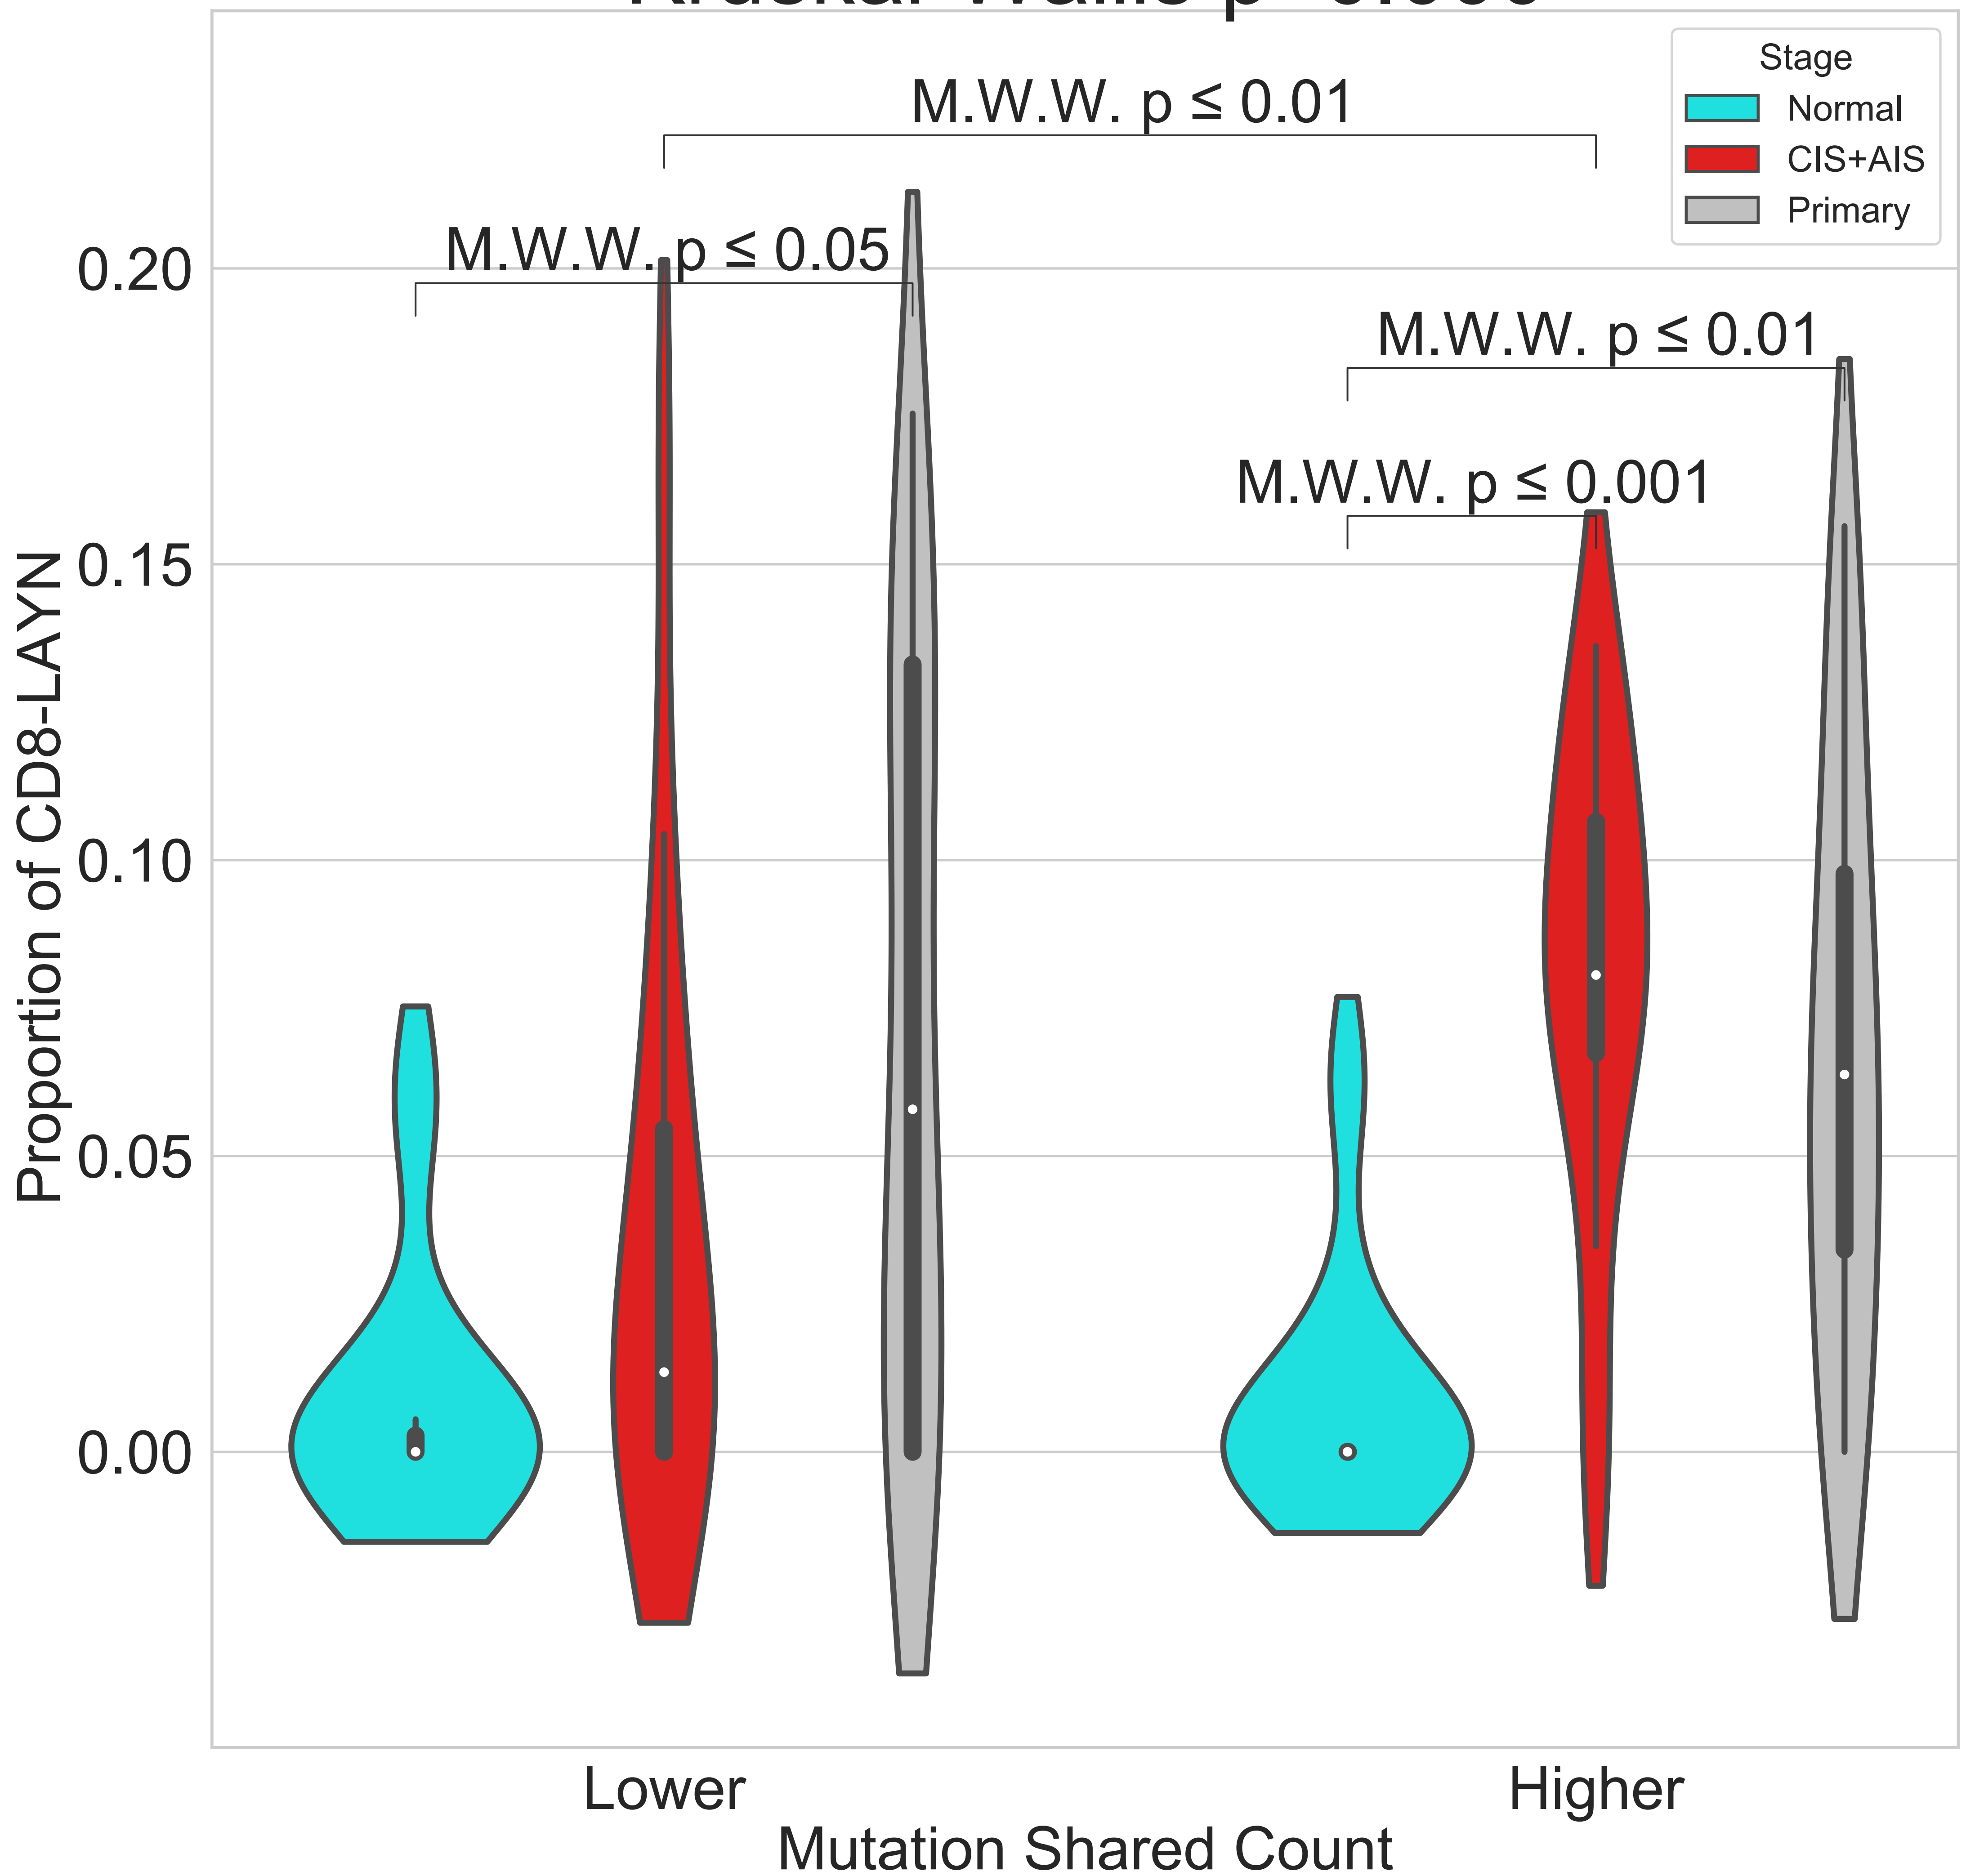 M.W.W. p ≤ 0.01
M.W.W. p ≤ 0.05
M.W.W. p ≤ 0.01
M.W.W. p ≤ 0.001
Stage
Normal
CIS+AIS
Primary
Proportion of CD8-LAYN
0.20
0.15
0.10
0.05
0.00
Lower
Higher
Mutation Shared Count